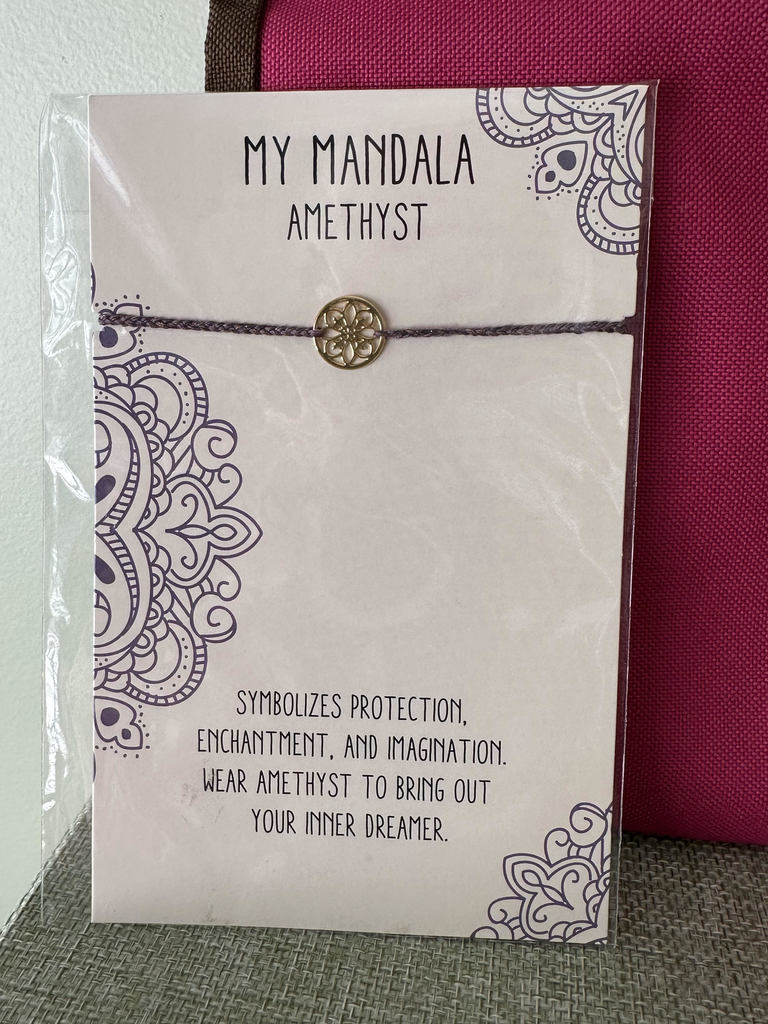 MY MANDALA
AMETHYST
SYMBOLIZES PROTECTION,
ENCHANTMENT, AND IMAGINATION.
WEAR AMETHYST TO BRING OUT
YOUR INNER DREAMER.